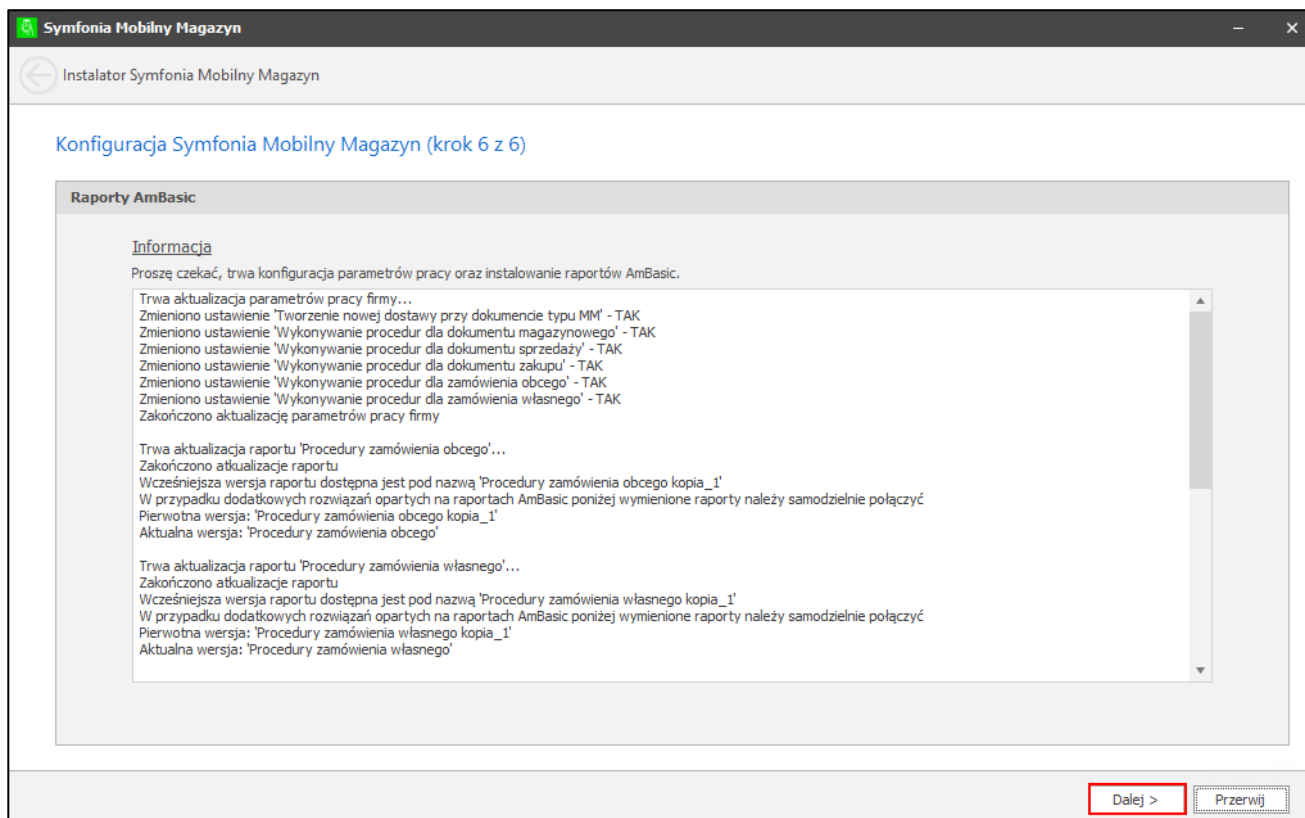 Symfonia Mobilny Magazyn
Instalator Symfonia Mobilny Magazyn
Konfiguracja Symfonia Mobilny Magazyn (krok 6 z 6)
Raporty AmBasic
Informacja
Proszę czekać, trwa konfiguracja parametrów pracy oraz instalowanie raportów AmBasic.
Trwa aktualizacja parametrów pracy firmy...
Zmieniono ustawienie 'Tworzenie nowej dostawy przy dokumencie typu MM' - TAK
Zmieniono ustawienie 'Wykonywanie procedur dla dokumentu magazynowego' - TAK
Zmieniono ustawienie 'Wykonywanie procedur dla dokumentu sprzedaży' - TAK
Zmieniono ustawienie 'Wykonywanie procedur dla dokumentu zakupu' - TAK
Zmieniono ustawienie 'Wykonywanie procedur dla zamówienia obcego' - TAK
Zmieniono ustawienie 'Wykonywanie procedur dla zamówienia własnego' - TAK
Zakończono aktualizację parametrów pracy firmy
Trwa aktualizacja raportu 'Procedury zamówienia obcego'...
Zakończono atkualizacje raportu
Wcześniejsza wersja raportu dostępna jest pod nazwą 'Procedury zamówienia obcego kopia_1'
W przypadku dodatkowych rozwiązań opartych na raportach AmBasic poniżej wymienione raporty należy samodzielnie połączyć
Pierwotna wersja: 'Procedury zamówienia obcego kopia_1'
Aktualna wersja: 'Procedury zamówienia obcego'
Trwa aktualizacja raportu 'Procedury zamówienia własnego'...
Zakończono atkualizacje raportu
Wcześniejsza wersja raportu dostępna jest pod nazwą 'Procedury zamówienia własnego kopia_1'
W przypadku dodatkowych rozwiązań opartych na raportach AmBasic poniżej wymienione raporty należy samodzielnie połączyć
Pierwotna wersja: 'Procedury zamówienia własnego kopia_1'
Aktualna wersja: 'Procedury zamówienia własnego'
Dalej > Przerwij